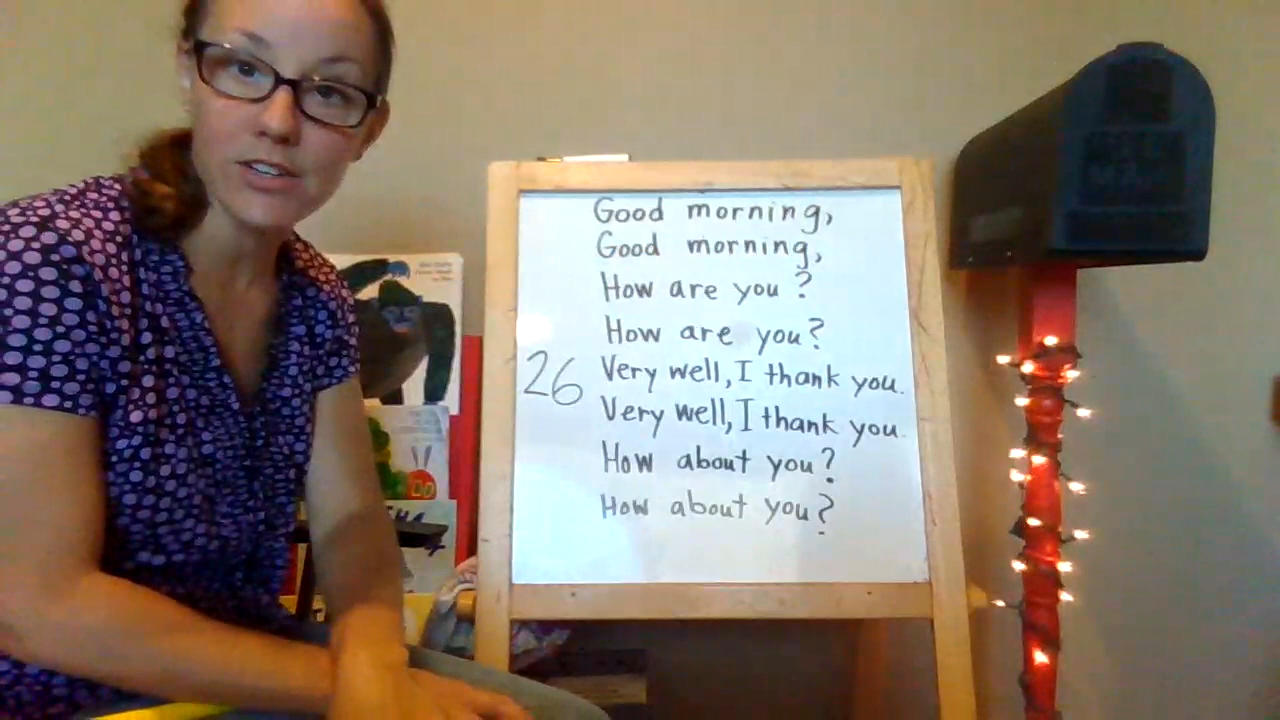 Good morning,
Good morning,
How are you?
How are you?
26 Very well, I thank you.
Very well, I thank you.
How about you?
How about you?